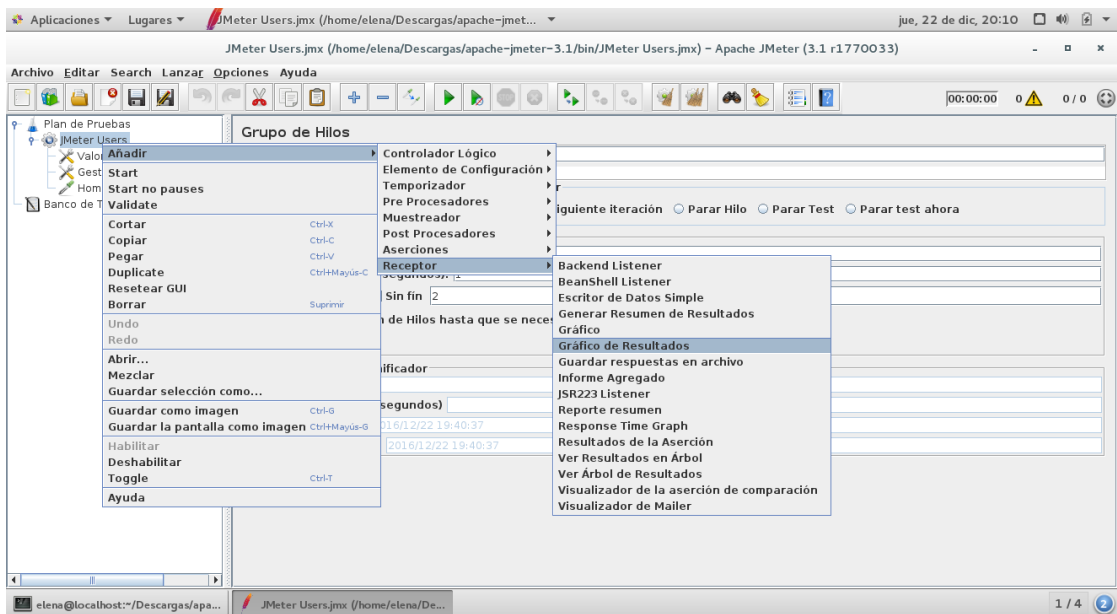 Aplicaciones Lugares JMeter Users.jmx (/home/elena/Descargas/apache-jmet... jue, 22 de dic, 20:10
JMeter Users.jmx (/home/elena/Descargas/apache-jmeter-3.1/bin/JMeter Users.jmx) - Apache JMeter (3.1 r1770033)
Archivo Editar Search Lanzar Opciones Ayuda
00:00:00 0 0 / 0
Plan de Pruebas
JMeter Users
Valo
Gest
Hom
Banco de T
Grupo de Hilos
Añadir
Start
Start no pauses
Validate
Cortar Ctrl-X
Copiar Ctrl-C
Pegar Ctrl-V
Duplicate Ctrl+Mayús-C
Resetear GUI
Borrar Suprimir
Undo
Redo
Abrir...
Mezclar
Guardar selección como...
Guardar como imagen Ctrl-G
Guardar la pantalla como imagen Ctrl+Mayús-G
Habilitar
Deshabilitar
Toggle Ctrl-T
Ayuda
Controlador Lógico
Elemento de Configuración
Temporizador
Pre Procesadores
Muestreador
Post Procesadores
Aserciones
Receptor
r
iguiente iteración Parar Hilo Parar Test Parar test ahora
segundos): 1
Sin fín 2
n de Hilos hasta que se neces
nificador
segundos)
016/12/22 19:40:37
2016/12/22 19:40:37
Backend Listener
BeanShell Listener
Escritor de Datos Simple
Generar Resumen de Resultados
Gráfico
Gráfico de Resultados
Guardar respuestas en archivo
Informe Agregado
JSR223 Listener
Reporte resumen
Response Time Graph
Resultados de la Aserción
Ver Resultados en Árbol
Ver Árbol de Resultados
Visualizador de la aserción de comparación
Visualizador de Mailer
elena@localhost:~/Descargas/apa... JMeter Users.jmx (/home/elena/De... 1 / 4 2